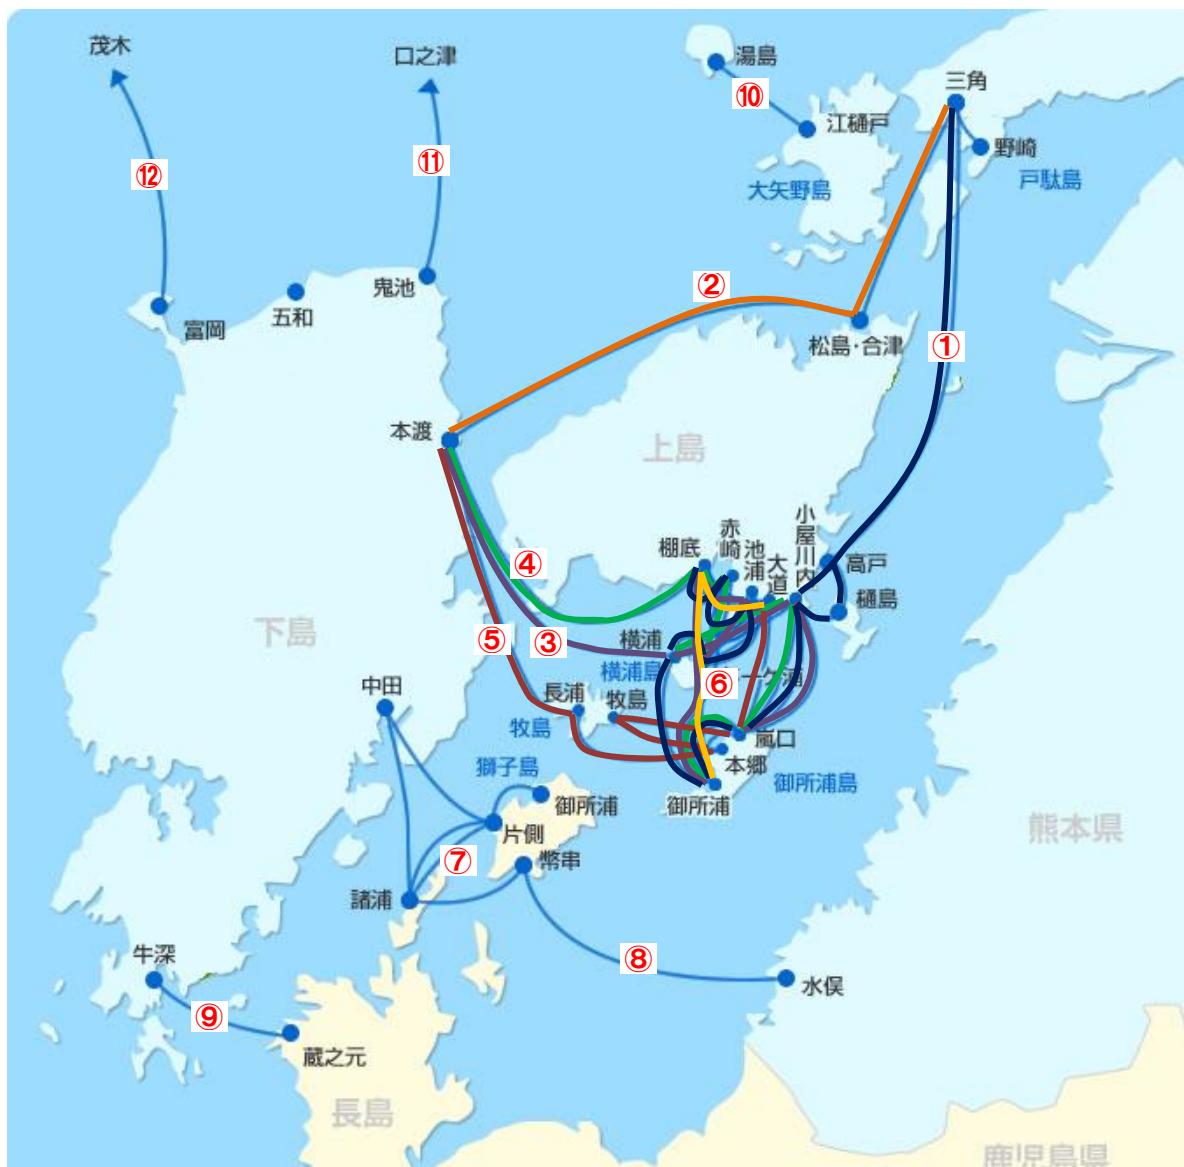 茂木
口之津
湯島
三角
⑩
江樋戸
野崎
⑫
⑪
大矢野島
戸馱島
鬼池
②
五和
富岡
松島・合津
①
本渡
上島
小屋川内
赤崎
棚底
池浦
大道
高戸
④
樋島
下島
⑤
③
横浦
横浦島
⑥
中田
長浦
牧島
牧島
嵐口
本郷
獅子島
御所浦島
御所浦
御所浦
片側
熊本県
⑦
幣串
諸浦
牛深
⑧
水俣
⑨
蔵之元
長島
鹿児島県